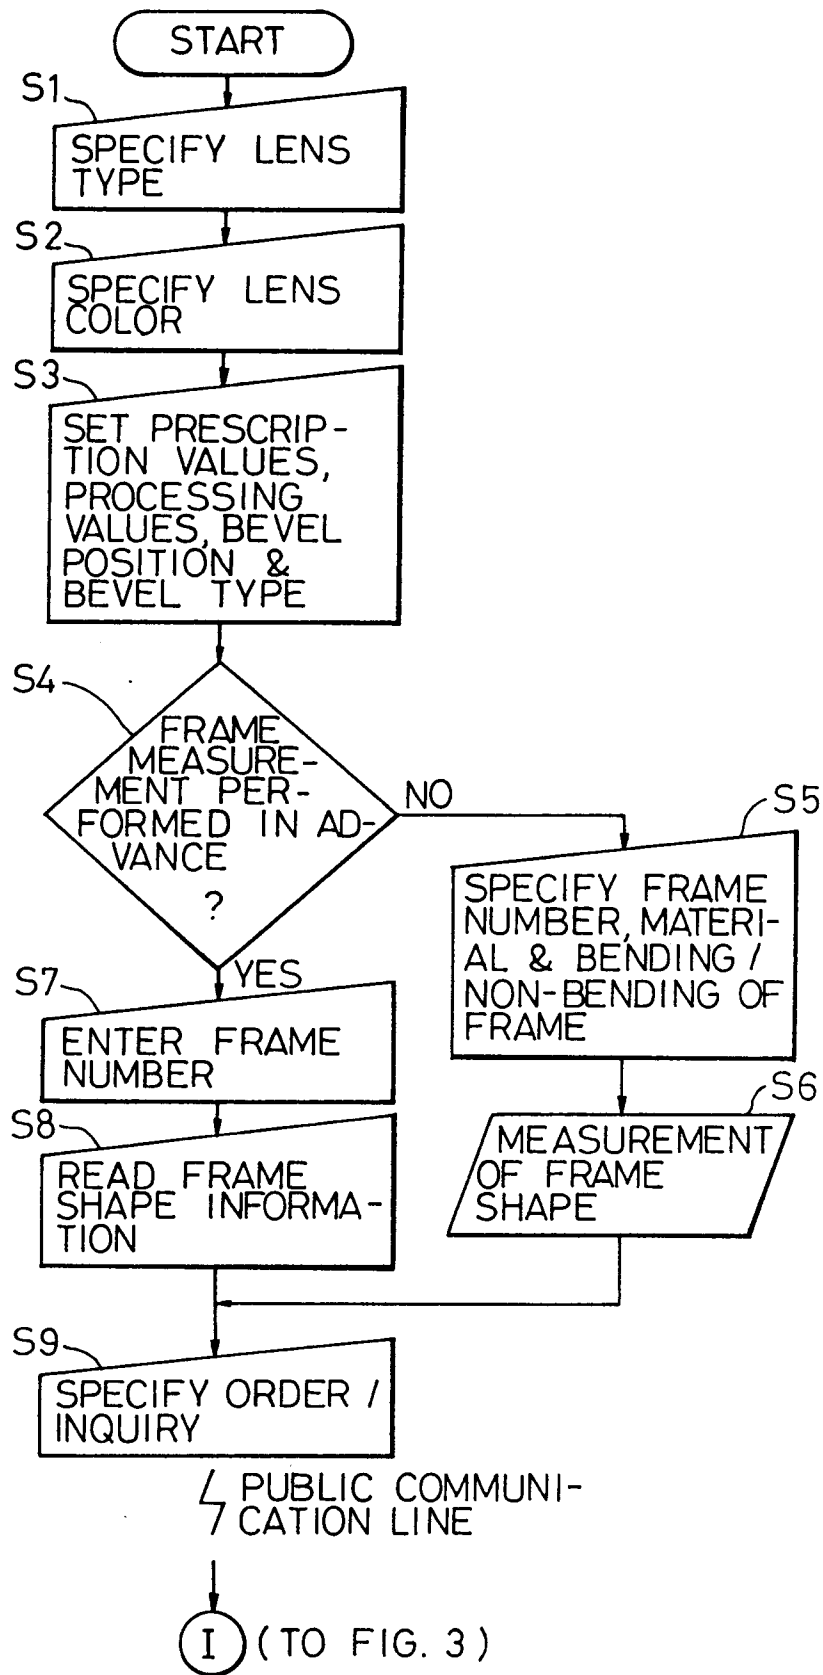 START
S1
SPECIFY LENS
TYPE
S2
SPECIFY LENS
COLOR
S3
SET PRESCRIP-
TION VALUES,
PROCESSING
VALUES, BEVEL
POSITION &
BEVEL TYPE
S4
FRAME
MEASURE-
MENT PER-
FORMED IN AD-
VANCE
?
NO
YES
S5
SPECIFY FRAME
NUMBER, MATERI-
AL & BENDING /
NON-BENDING OF
FRAME
S6
MEASUREMENT
OF FRAME
SHAPE
S7
ENTER FRAME
NUMBER
S8
READ FRAME
SHAPE INFORMA-
TION
S9
SPECIFY ORDER /
INQUIRY
PUBLIC COMMUNI-
CATION LINE
I (TO FIG. 3)